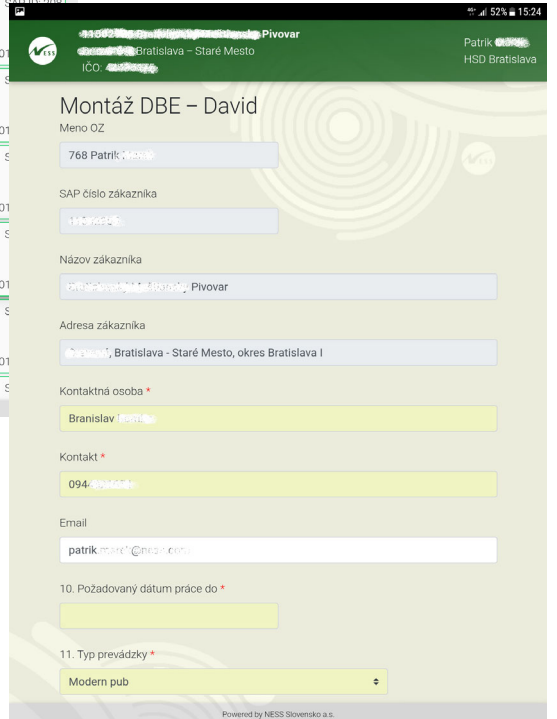 52% 15:24
NESS
Pivovar
Bratislava – Staré Mesto
IČO:
Patrik
HSD Bratislava
Montáž DBE – David
Meno OZ
768 Patrik
SAP číslo zákazníka
Názov zákazníka
Pivovar
Adresa zákazníka
, Bratislava - Staré Mesto, okres Bratislava I
Kontaktná osoba *
Branislav
Kontakt *
094
Email
patrik
10. Požadovaný dátum práce do *
11. Typ prevádzky *
Modern pub
Powered by NESS Slovensko a.s.